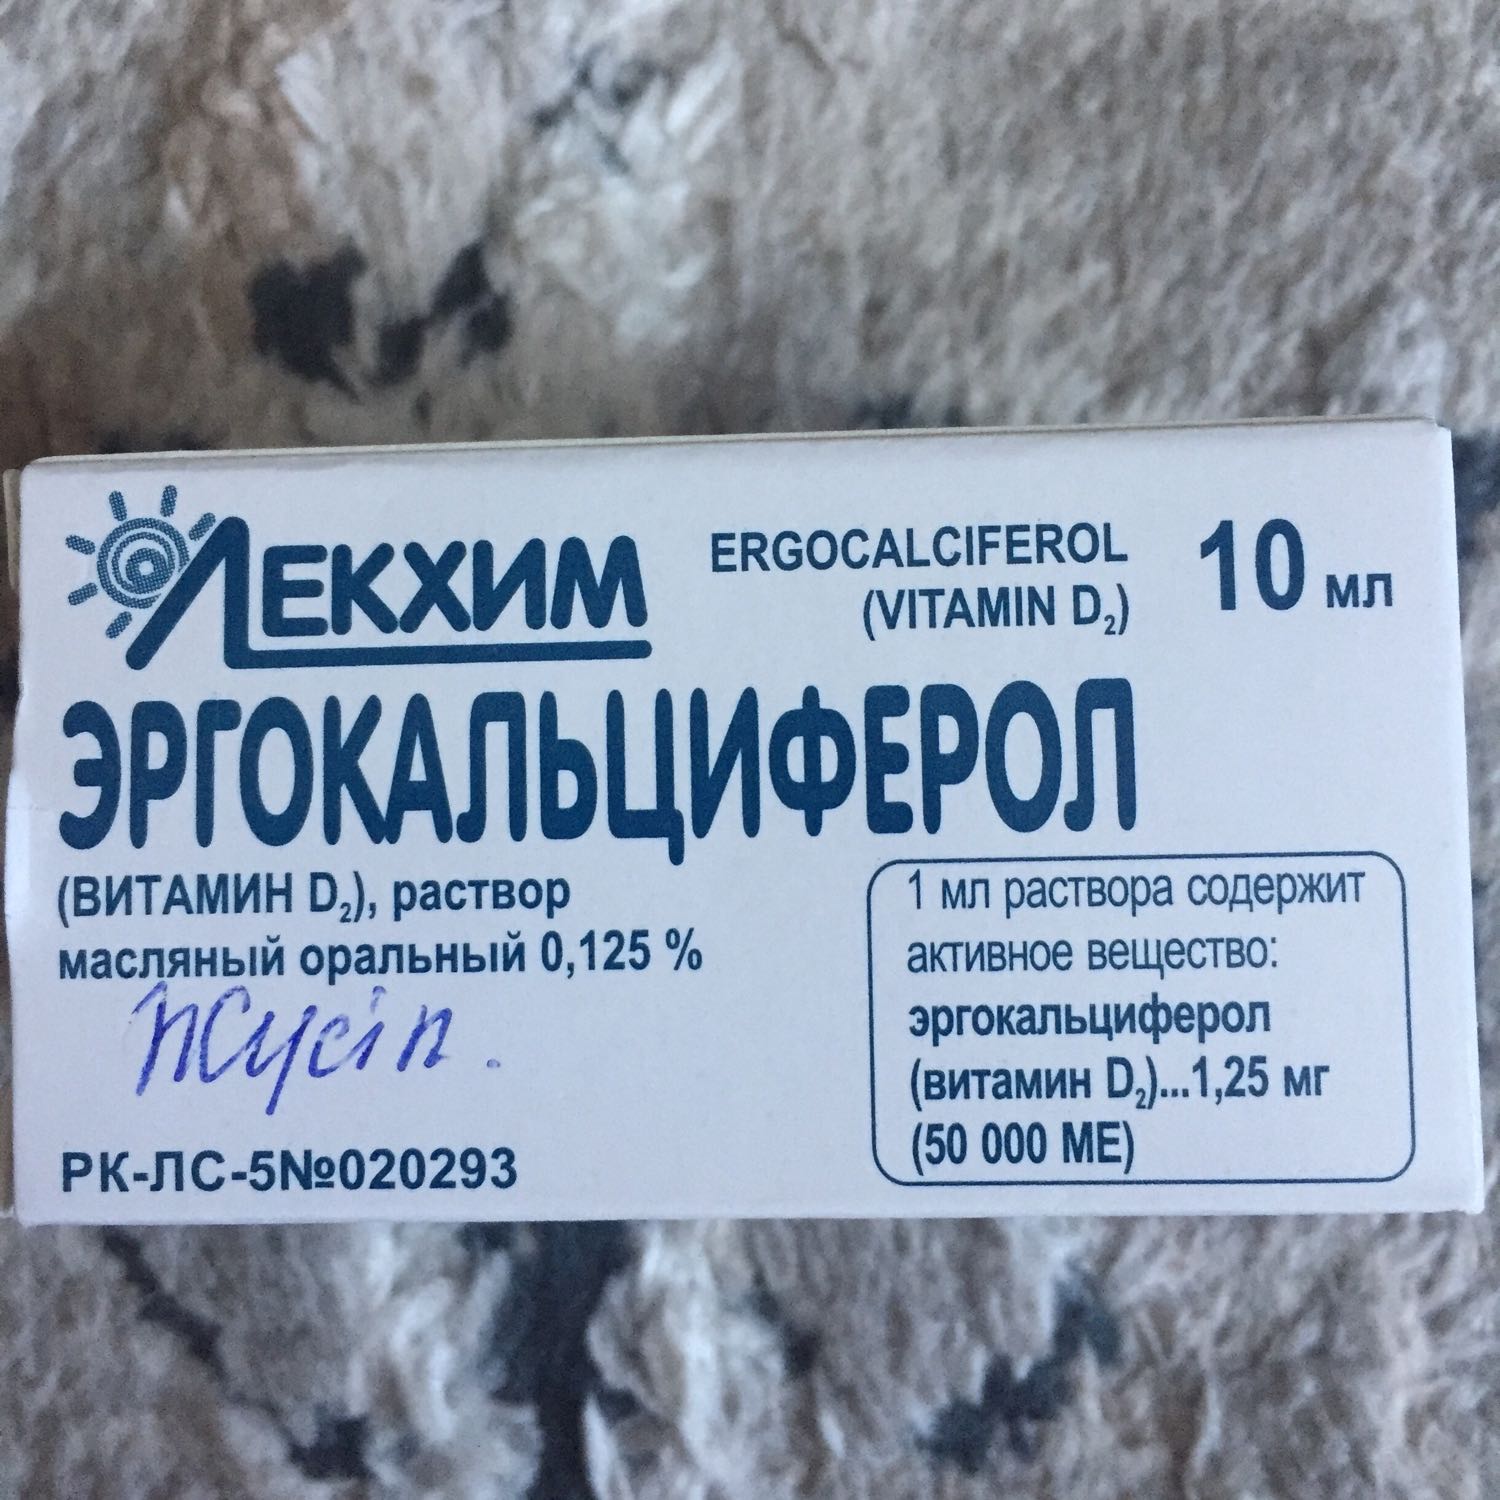 ЛЕКХИМ
ERGOCALCIFEROL
(VITAMIN D₂)
10 мл
ЭРГОКАЛЬЦИФЕРОЛ
(ВИТАМИН D₂), раствор
масляный оральный 0,125 %
Жүсіп.
РК-ЛС-5№020293
1 мл раствора содержит
активное вещество:
эргокальциферол
(витамин D₂)...1,25 мг
(50 000 МЕ)